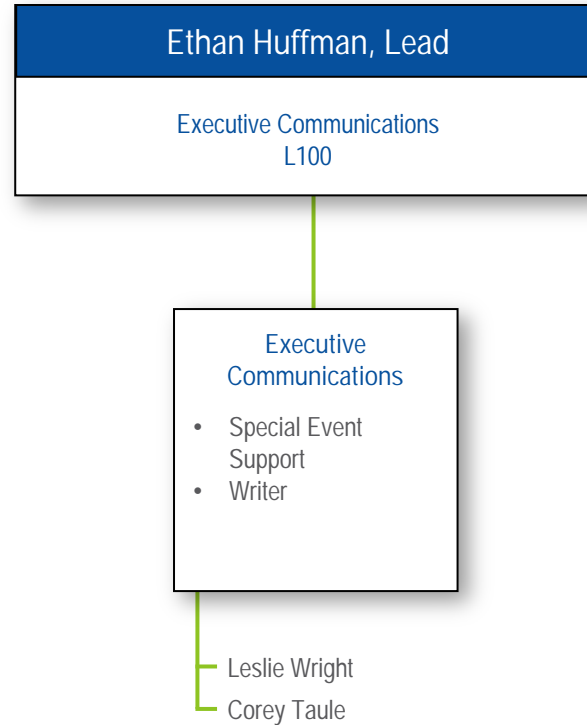 Ethan Huffman, Lead
Executive Communications
L100
Executive
Communications
• Special Event
Support
• Writer
Leslie Wright
Corey Taule